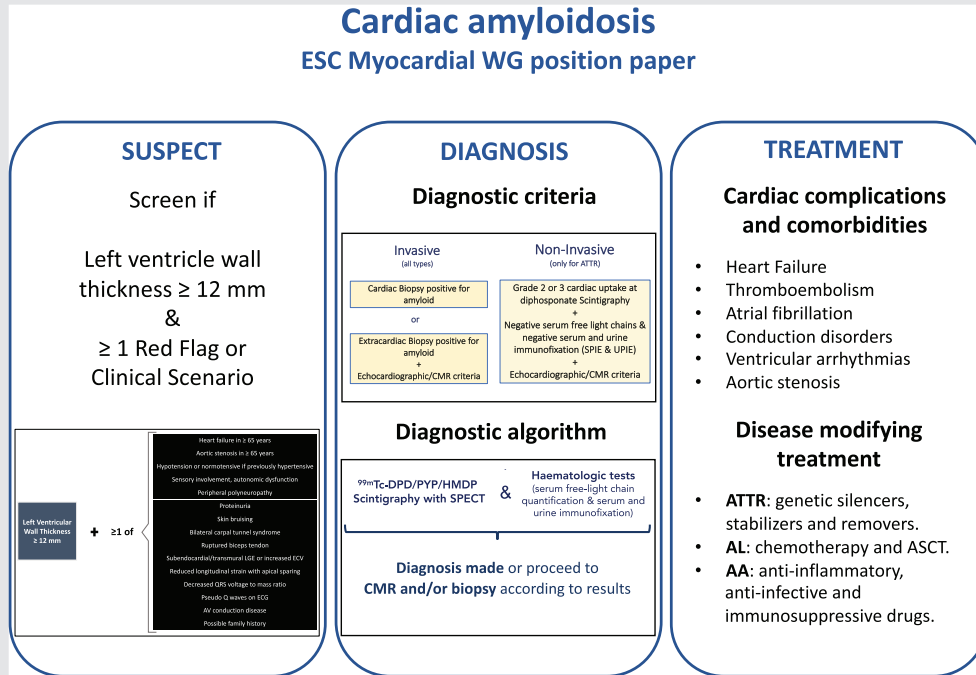 Cardiac amyloidosis
ESC Myocardial WG position paper
SUSPECT
Screen if
Left ventricle wall
thickness ≥ 12 mm
&
≥ 1 Red Flag or
Clinical Scenario
Left Ventricular
Wall Thickness
≥ 12 mm
+
≥1 of
Heart failure in ≥ 65 years
Aortic stenosis in ≥ 65 years
Hypotension or normotensive if previously hypertensive
Sensory involvement, autonomic dysfunction
Peripheral polyneuropathy
Proteinuria
Skin bruising
Bilateral carpal tunnel syndrome
Ruptured biceps tendon
Subendocardial/transmural LGE or increased ECV
Reduced longitudinal strain with apical sparing
Decreased QRS voltage to mass ratio
Pseudo Q waves on ECG
AV conduction disease
Possible family history
DIAGNOSIS
Diagnostic criteria
Invasive
(all types)
Cardiac Biopsy positive for
amyloid
or
Extracardiac Biopsy positive for
amyloid
+
Echocardiographic/CMR criteria
Non-Invasive
(only for ATTR)
Grade 2 or 3 cardiac uptake at
diphosponate Scintigraphy
+
Negative serum free light chains &
negative serum and urine
immunofixation (SPIE & UPIE)
+
Echocardiographic/CMR criteria
Diagnostic algorithm
⁹⁹ᵐTc-DPD/PYP/HMDP
Scintigraphy with SPECT
&
Haematologic tests
(serum free-light chain
quantification & serum and
urine immunofixation)
Diagnosis made or proceed to
CMR and/or biopsy according to results
TREATMENT
Cardiac complications
and comorbidities
• Heart Failure
• Thromboembolism
• Atrial fibrillation
• Conduction disorders
• Ventricular arrhythmias
• Aortic stenosis
Disease modifying
treatment
• ATTR: genetic silencers,
stabilizers and removers.
• AL: chemotherapy and ASCT.
• AA: anti-inflammatory,
anti-infective and
immunosuppressive drugs.